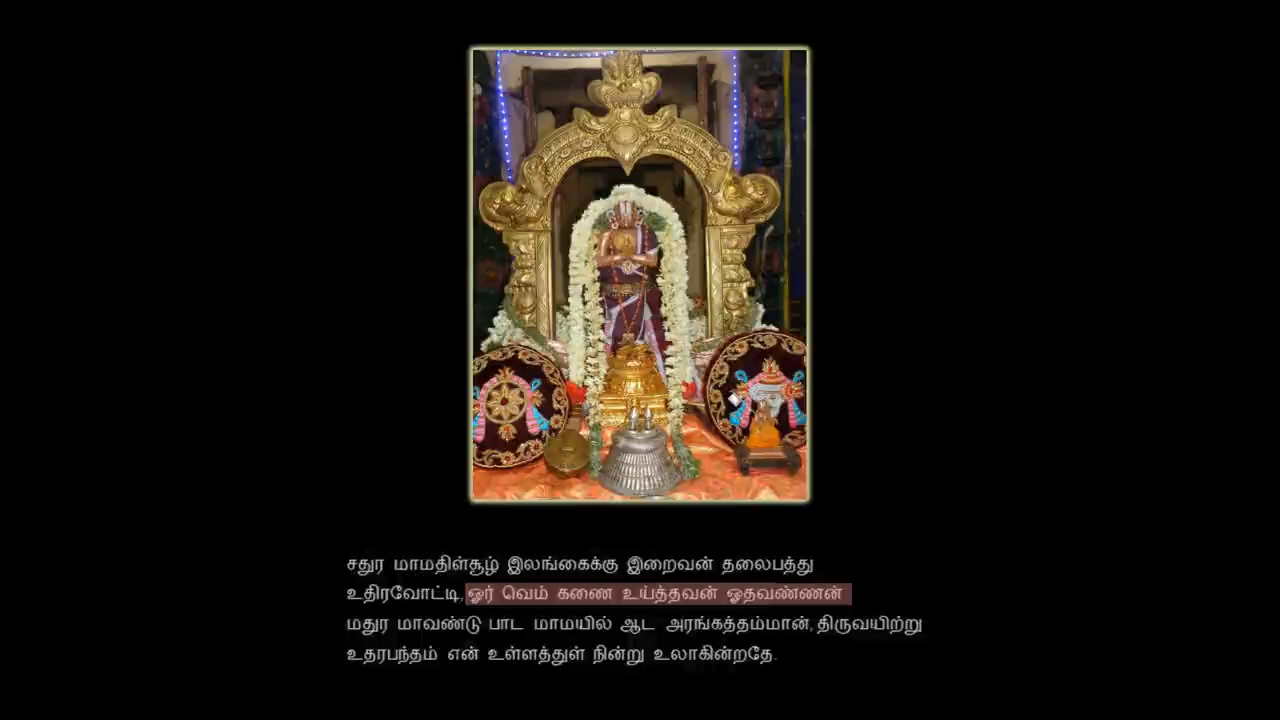 சதுர மாமதிள்சூழ் இலங்கைக்கு இறைவன் தலைபத்து
உதிரவோட்டி, ஓர் வெம் கணை உய்த்தவன் ஓதவண்ணன்
மதுர மாவண்டு பாட மாமயில் ஆட அரங்கத்தம்மான், திருவயிற்று
உதரபந்தம் என் உள்ளத்துள் நின்று உலாகின்றதே.